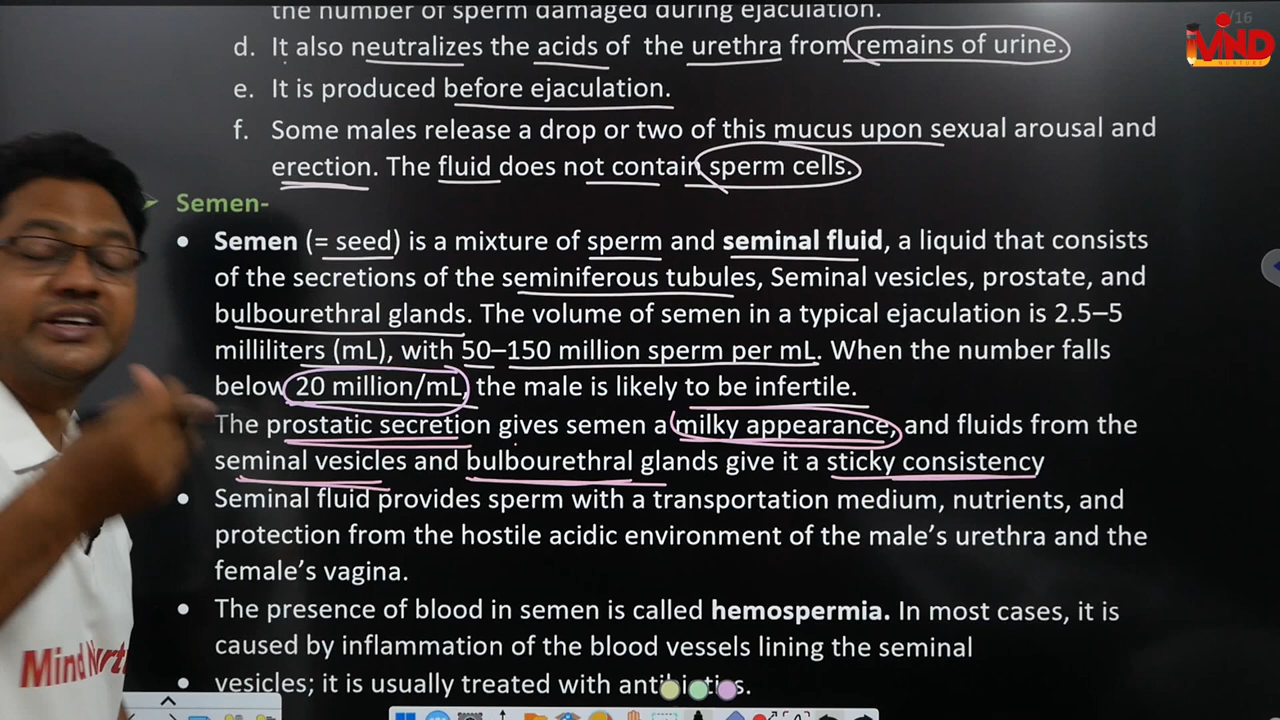 the number of sperm damaged during ejaculation.
/16
MIND
NURTURE
d. It also neutralizes the acids of the urethra from remains of urine.
e. It is produced before ejaculation.
f. Some males release a drop or two of this mucus upon sexual arousal and
erection. The fluid does not contain sperm cells.
Semen-
• Semen (= seed) is a mixture of sperm and seminal fluid, a liquid that consists
of the secretions of the seminiferous tubules, Seminal vesicles, prostate, and
bulbourethral glands. The volume of semen in a typical ejaculation is 2.5–5
milliliters (mL), with 50–150 million sperm per mL. When the number falls
below 20 million/mL, the male is likely to be infertile.
The prostatic secretion gives semen a milky appearance, and fluids from the
seminal vesicles and bulbourethral glands give it a sticky consistency
• Seminal fluid provides sperm with a transportation medium, nutrients, and
protection from the hostile acidic environment of the male’s urethra and the
female’s vagina.
• The presence of blood in semen is called hemospermia. In most cases, it is
caused by inflammation of the blood vessels lining the seminal
• vesicles; it is usually treated with antibiotics.
Mind